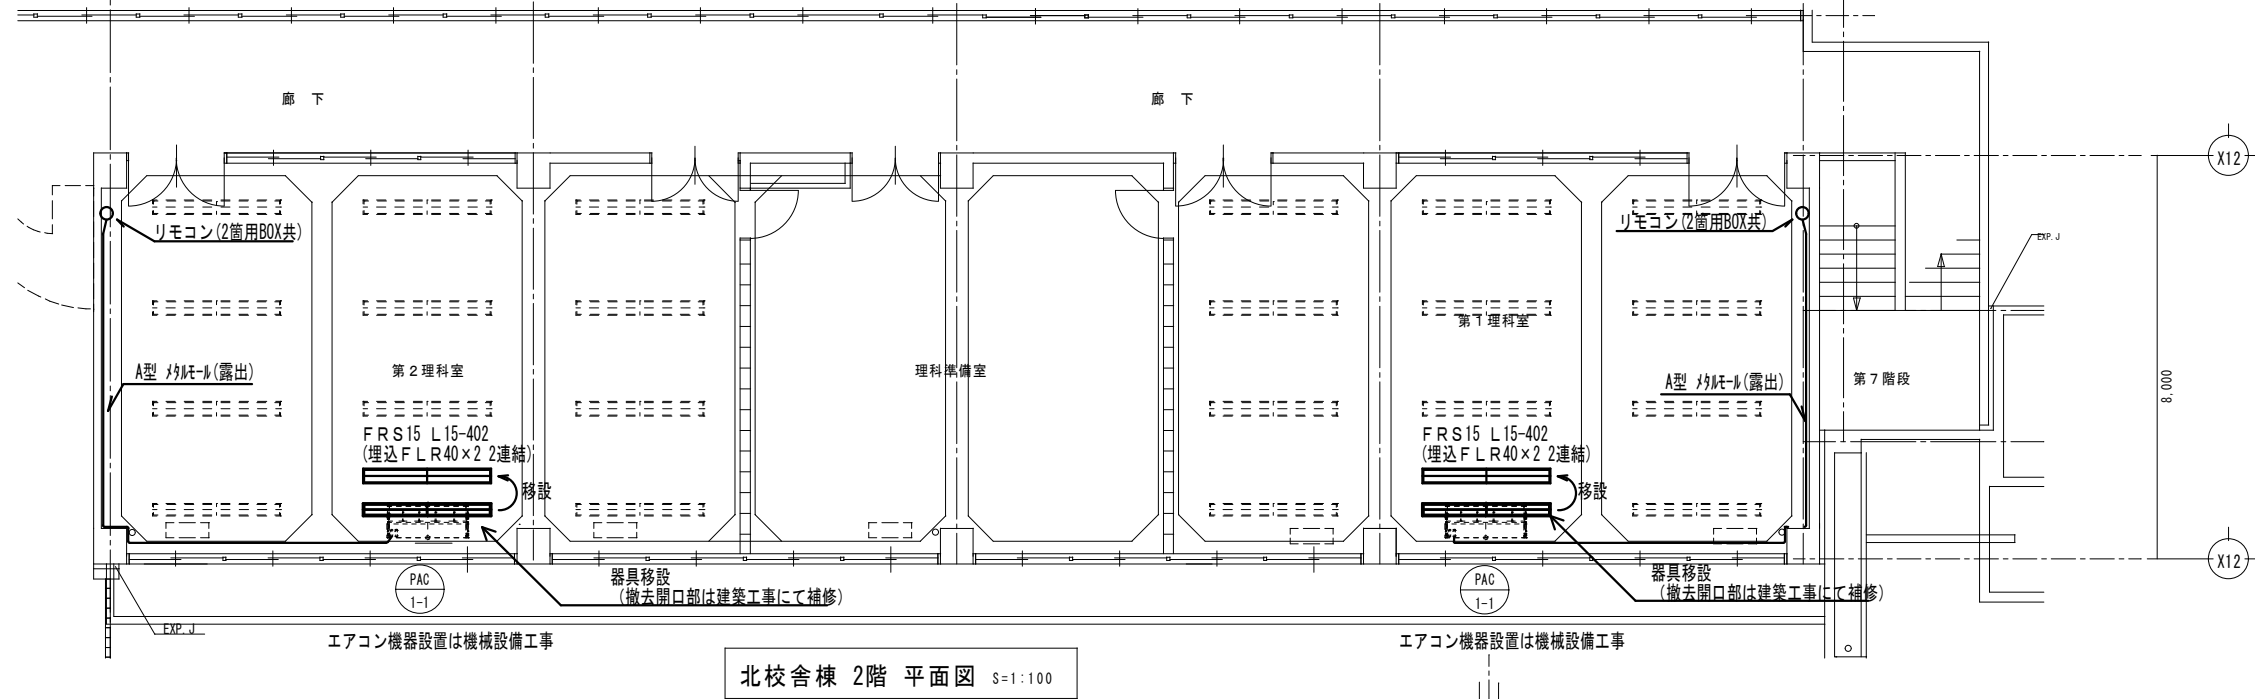 廊 下
廊 下
X12
リモコン(2箇用BOX共)
リモコン(2箇用BOX共)
EXP.J
第1理科室
A型 メタルモール(露出)
第2理科室
理科準備室
A型 メタルモール(露出)
第7階段
8,000
FRS15 L15-402
(埋込FLR40×2 2連結)
移設
FRS15 L15-402
(埋込FLR40×2 2連結)
移設
X12
PAC
1-1
器具移設
(撤去開口部は建築工事にて補修)
PAC
1-1
器具移設
(撤去開口部は建築工事にて補修)
EXP.J
エアコン機器設置は機械設備工事
エアコン機器設置は機械設備工事
北校舎棟 2階 平面図 S=1:100